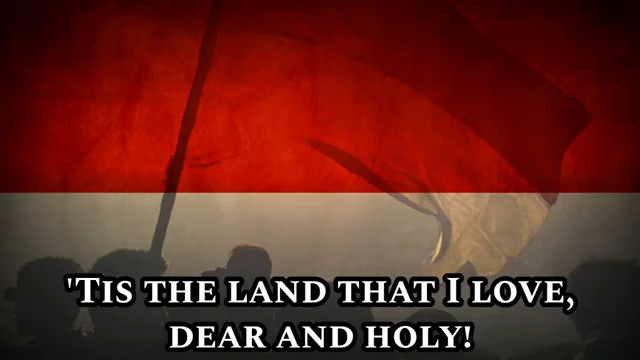 'Tis the land that I love,
dear and holy!